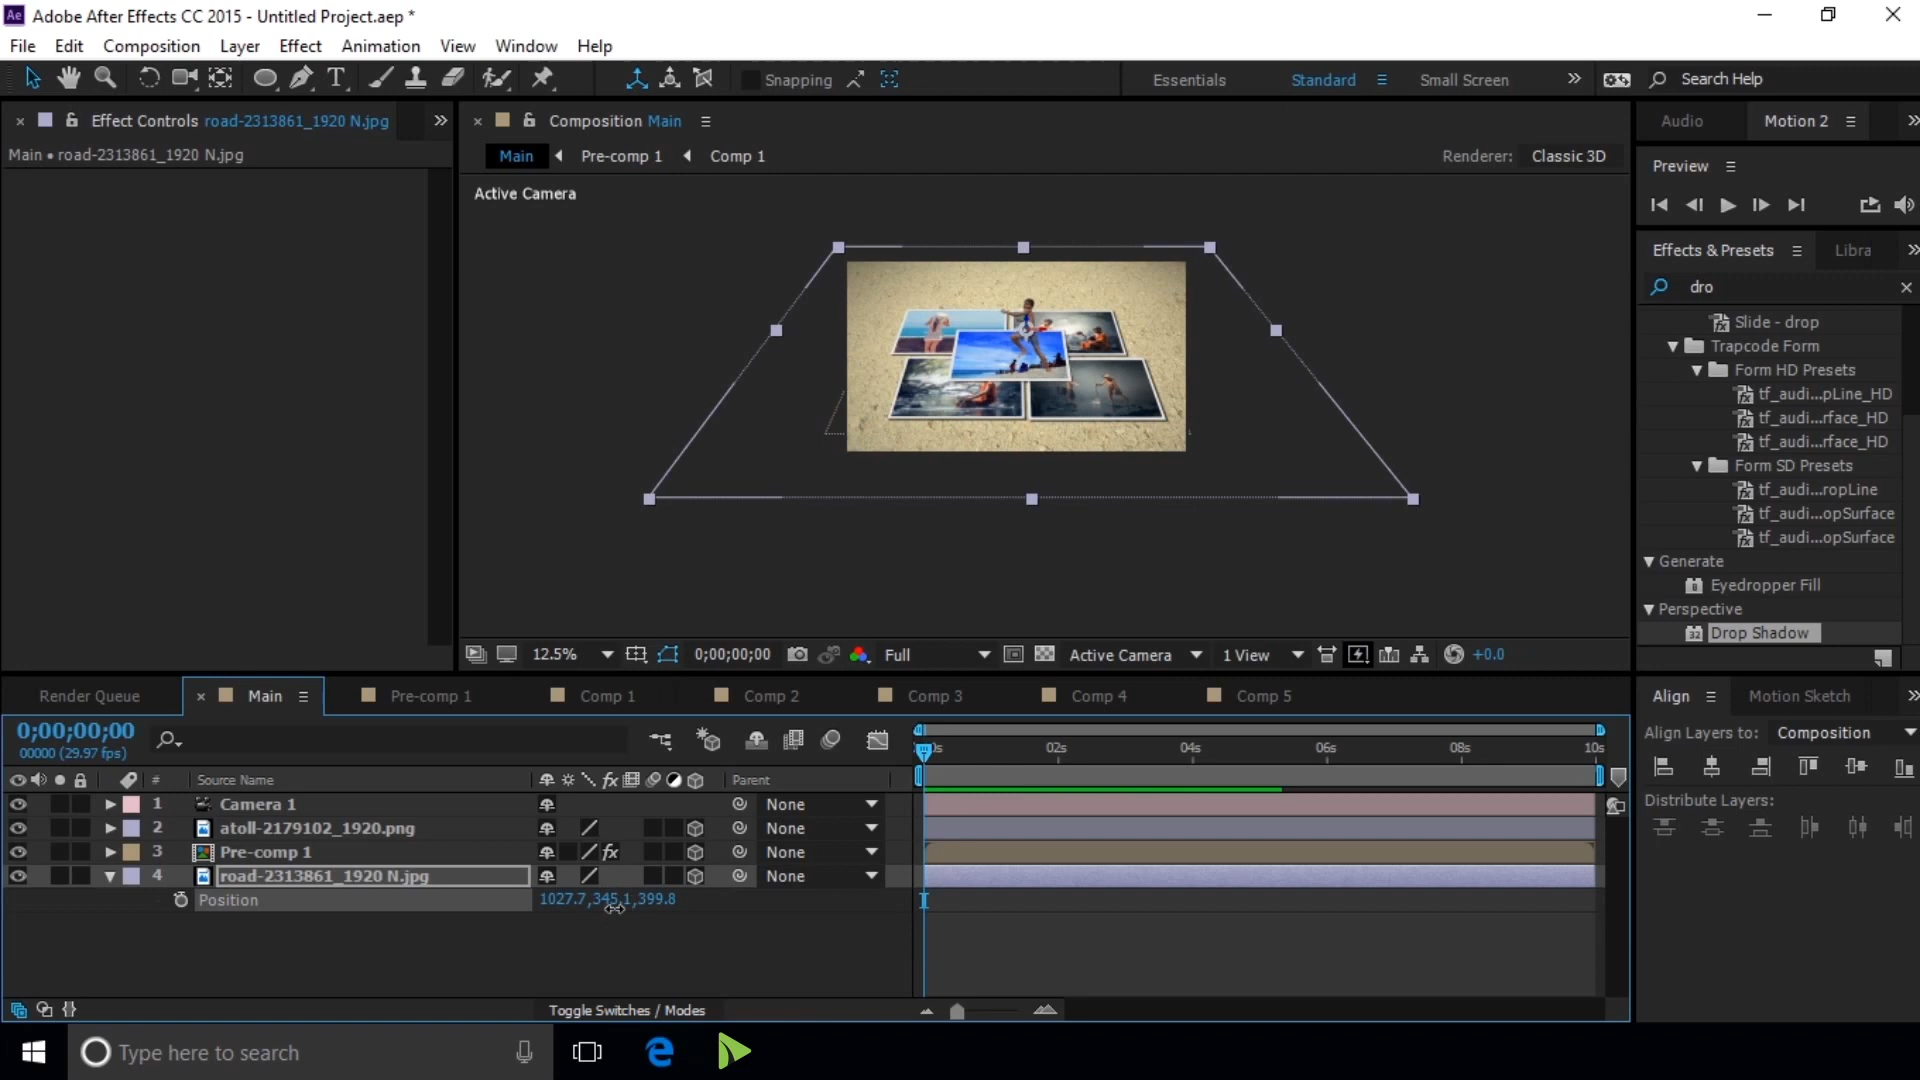 Ae Adobe After Effects CC 2015 - Untitled Project.aep *
File Edit Composition Layer Effect Animation View Window Help
Snapping Essentials Standard Small Screen Search Help
Effect Controls road-2313861_1920 N.jpg
Composition Main
Audio Motion 2
Main • road-2313861_1920 N.jpg
Main Pre-comp 1 Comp 1
Renderer: Classic 3D
Preview
Active Camera
Effects & Presets Libra
dro
Slide - drop
Trapcode Form
Form HD Presets
tf_audi...pLine_HD
tf_audi...rface_HD
tf_audi...rface_HD
Form SD Presets
tf_audi...ropLine
tf_audi...opSurface
tf_audi...opSurface
Generate
Eyedropper Fill
Perspective
32 Drop Shadow
12.5% 0;00;00;00 Full Active Camera 1 View +0.0
Render Queue Main Pre-comp 1 Comp 1 Comp 2 Comp 3 Comp 4 Comp 5
Align Motion Sketch
0;00;00;00
00000 (29.97 fps)
Align Layers to: Composition
02s 04s 06s 08s 10s
# Source Name fx Parent
Distribute Layers:
1 Camera 1 None
2 atoll-2179102_1920.png None
3 Pre-comp 1 fx None
4 road-2313861_1920 N.jpg None
Position 1027.7,345.1,399.8
Toggle Switches / Modes
Type here to search